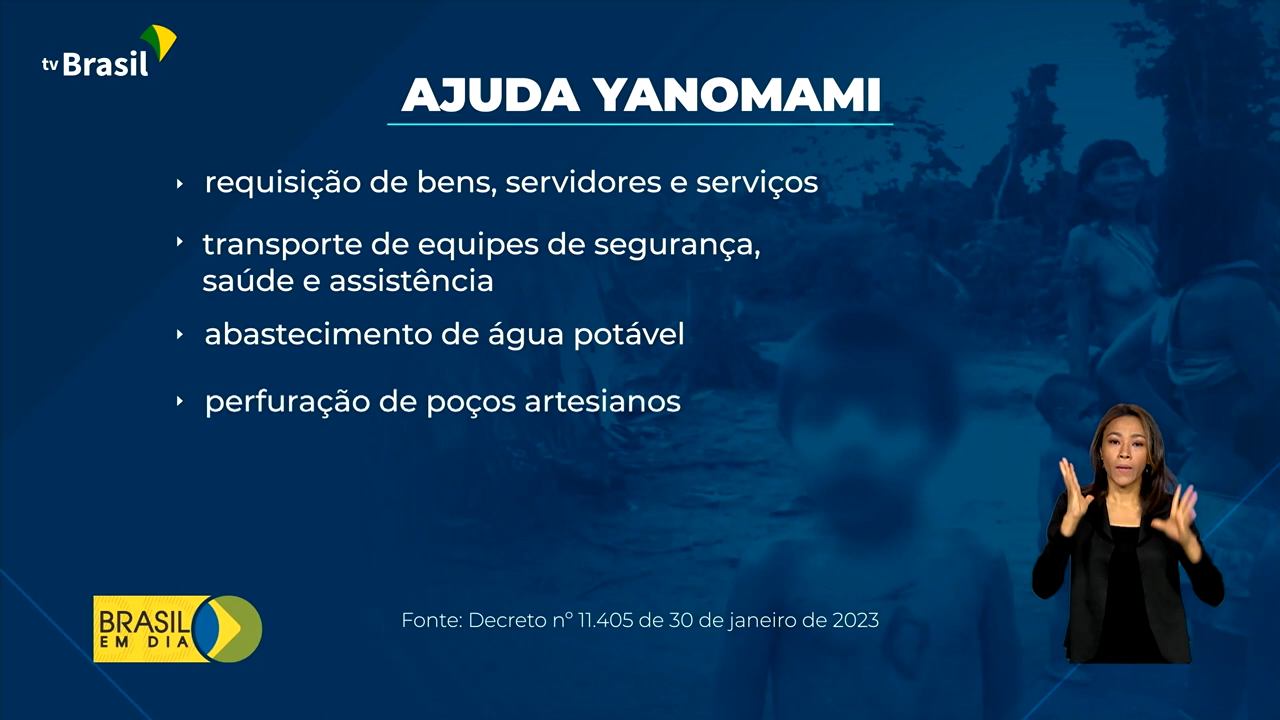 tv Brasil
AJUDA YANOMAMI
requisição de bens, servidores e serviços
transporte de equipes de segurança,
saúde e assistência
abastecimento de água potável
perfuração de poços artesianos
Fonte: Decreto nº 11.405 de 30 de janeiro de 2023
BRASIL
EM DIA